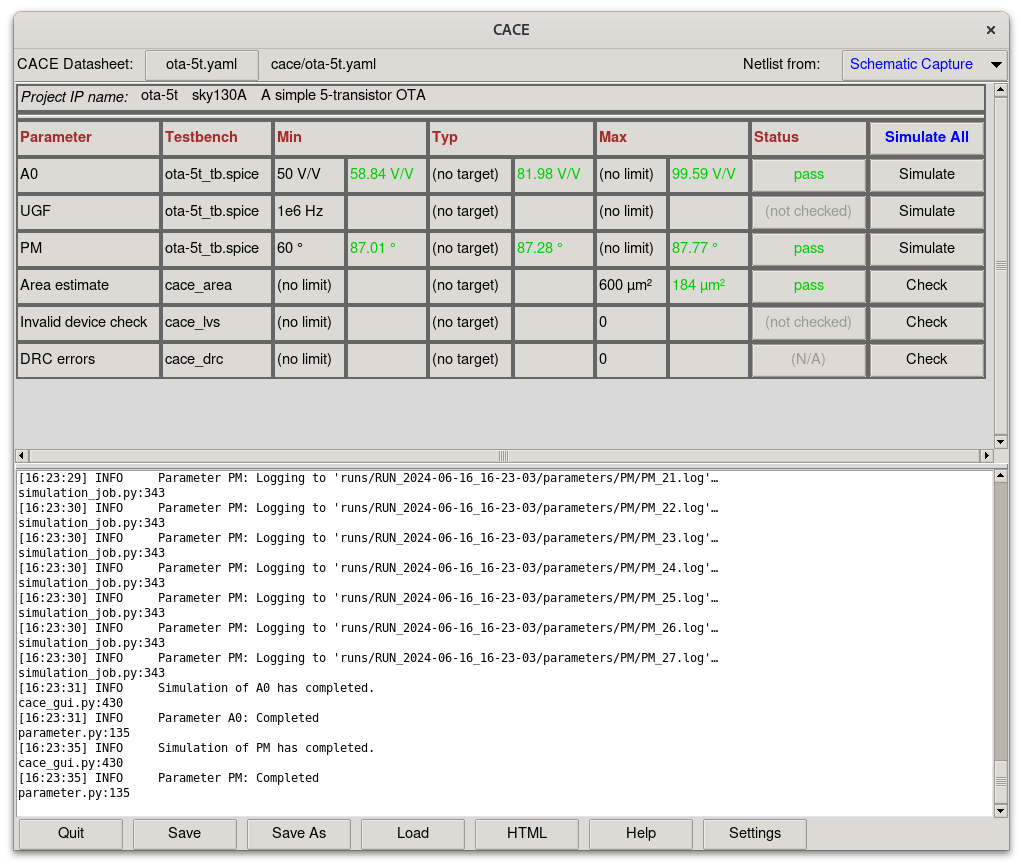 CACE ×
CACE Datasheet: ota-5t.yaml cace/ota-5t.yaml Netlist from: Schematic Capture
Project IP name: ota-5t sky130A A simple 5-transistor OTA
Parameter Testbench Min Typ Max Status Simulate All
A0 ota-5t_tb.spice 50 V/V 58.84 V/V (no target) 81.98 V/V (no limit) 99.59 V/V pass Simulate
UGF ota-5t_tb.spice 1e6 Hz (no target) (no limit) (not checked) Simulate
PM ota-5t_tb.spice 60 ° 87.01 ° (no target) 87.28 ° (no limit) 87.77 ° pass Simulate
Area estimate cace_area (no limit) (no target) 600 µm² 184 µm² pass Check
Invalid device check cace_lvs (no limit) (no target) 0 (not checked) Check
DRC errors cace_drc (no limit) (no target) 0 (N/A) Check
[16:23:29] INFO Parameter PM: Logging to 'runs/RUN_2024-06-16_16-23-03/parameters/PM/PM_21.log'…
simulation_job.py:343
[16:23:30] INFO Parameter PM: Logging to 'runs/RUN_2024-06-16_16-23-03/parameters/PM/PM_22.log'…
simulation_job.py:343
[16:23:30] INFO Parameter PM: Logging to 'runs/RUN_2024-06-16_16-23-03/parameters/PM/PM_23.log'…
simulation_job.py:343
[16:23:30] INFO Parameter PM: Logging to 'runs/RUN_2024-06-16_16-23-03/parameters/PM/PM_24.log'…
simulation_job.py:343
[16:23:30] INFO Parameter PM: Logging to 'runs/RUN_2024-06-16_16-23-03/parameters/PM/PM_25.log'…
simulation_job.py:343
[16:23:30] INFO Parameter PM: Logging to 'runs/RUN_2024-06-16_16-23-03/parameters/PM/PM_26.log'…
simulation_job.py:343
[16:23:30] INFO Parameter PM: Logging to 'runs/RUN_2024-06-16_16-23-03/parameters/PM/PM_27.log'…
simulation_job.py:343
[16:23:31] INFO Simulation of A0 has completed.
cace_gui.py:430
[16:23:31] INFO Parameter A0: Completed
parameter.py:135
[16:23:35] INFO Simulation of PM has completed.
cace_gui.py:430
[16:23:35] INFO Parameter PM: Completed
parameter.py:135
Quit Save Save As Load HTML Help Settings